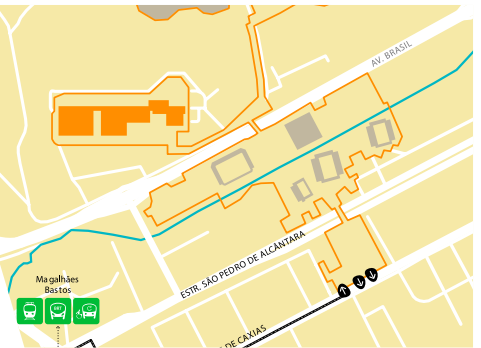 AV. BRASIL
ESTR. SÃO PEDRO DE ALCÂNTARA
Magalhães
Bastos
DE CAXIAS